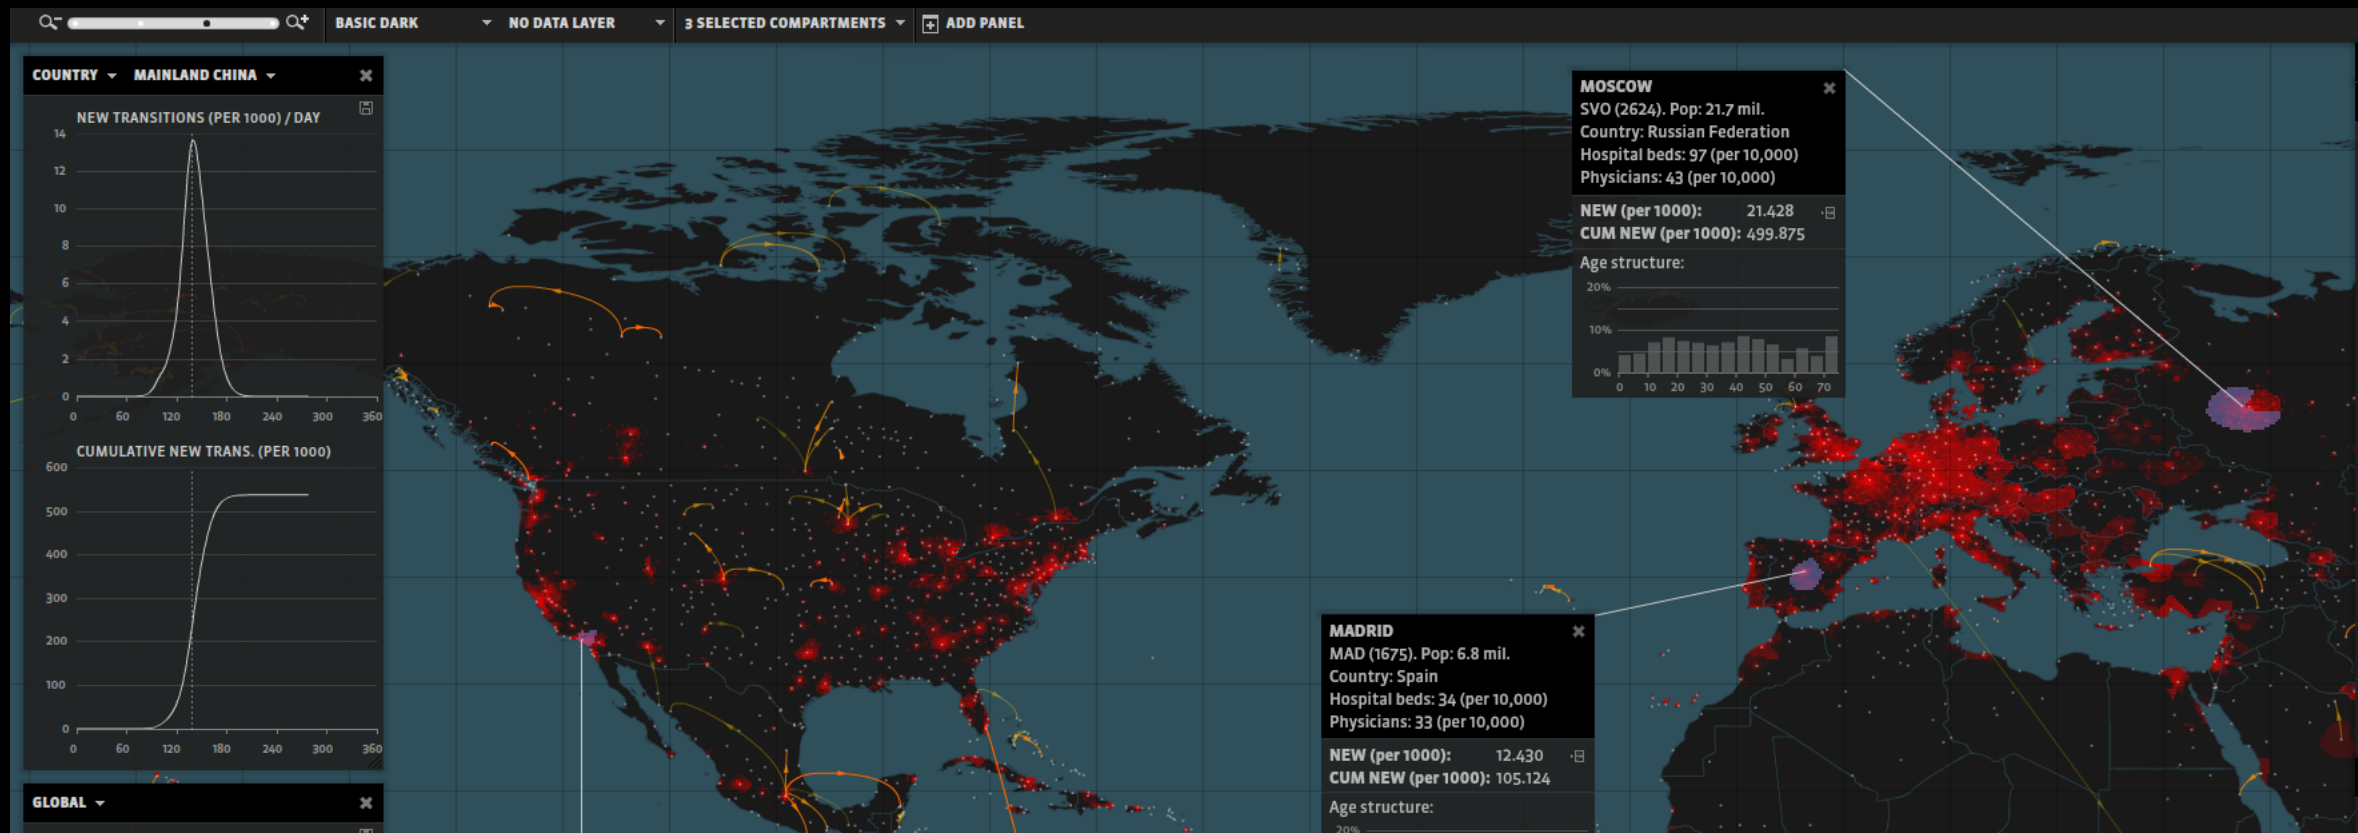 BASIC DARK
NO DATA LAYER
3 SELECTED COMPARTMENTS
ADD PANEL
COUNTRY
MAINLAND CHINA
NEW TRANSITIONS (PER 1000) / DAY
14
12
10
8
6
4
2
0
0 60 120 180 240 300 360
CUMULATIVE NEW TRANS. (PER 1000)
600
500
400
300
200
100
0
0 60 120 180 240 300 360
GLOBAL
MOSCOW
SVO (2624). Pop: 21.7 mil.
Country: Russian Federation
Hospital beds: 97 (per 10,000)
Physicians: 43 (per 10,000)
NEW (per 1000): 21.428
CUM NEW (per 1000): 499.875
Age structure:
20%
10%
0%
0 10 20 30 40 50 60 70
MADRID
MAD (1675). Pop: 6.8 mil.
Country: Spain
Hospital beds: 34 (per 10,000)
Physicians: 33 (per 10,000)
NEW (per 1000): 12.430
CUM NEW (per 1000): 105.124
Age structure:
20%